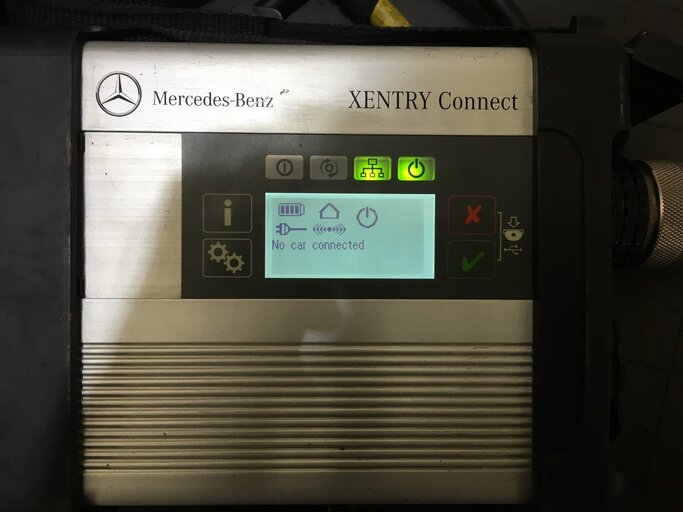 Mercedes-Benz
XENTRY Connect
No car connected